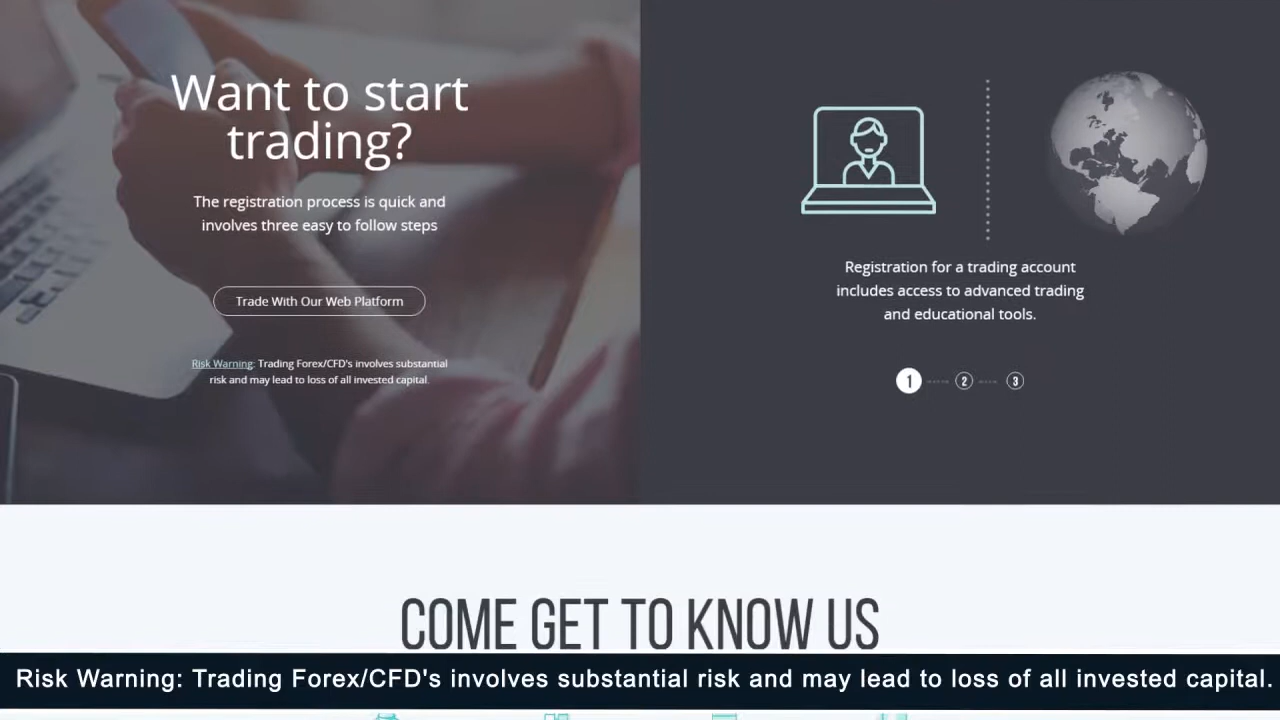 Want to start
trading?
The registration process is quick and
involves three easy to follow steps
Trade With Our Web Platform
Risk Warning: Trading Forex/CFD's involves substantial
risk and may lead to loss of all invested capital.
Registration for a trading account
includes access to advanced trading
and educational tools.
1 2 3
COME GET TO KNOW US
Risk Warning: Trading Forex/CFD's involves substantial risk and may lead to loss of all invested capital.